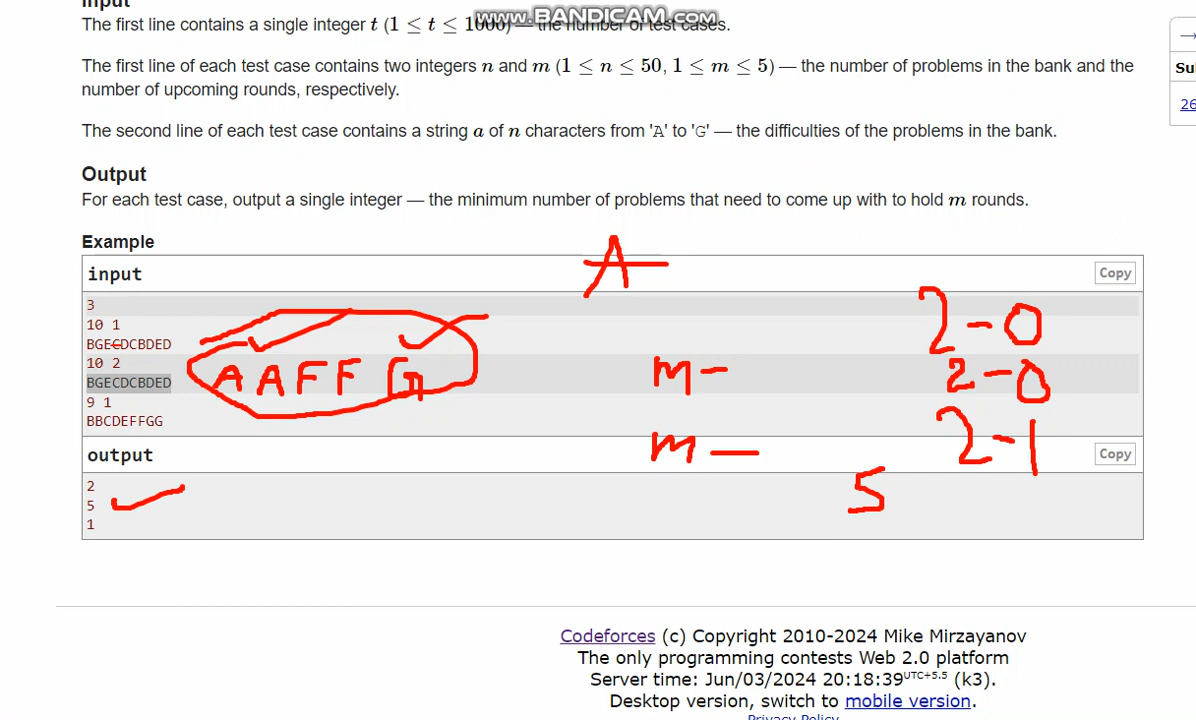 Input
www.BANDICAM.com
The first line contains a single integer t (1 ≤ t ≤ 1000) — the number of test cases.
The first line of each test case contains two integers n and m (1 ≤ n ≤ 50, 1 ≤ m ≤ 5) — the number of problems in the bank and the
number of upcoming rounds, respectively.
The second line of each test case contains a string a of n characters from 'A' to 'G' — the difficulties of the problems in the bank.
Output
For each test case, output a single integer — the minimum number of problems that need to come up with to hold m rounds.
Example
input
Copy
3
10 1
BGECDCBDED
10 2
BGECDCBDED
9 1
BBCDEFFGG
A A F F G
A
m -
m —
2 - 0
2 - 0
2 - 1
5
output
Copy
2
5
1
→
Su
26
Codeforces (c) Copyright 2010-2024 Mike Mirzayanov
The only programming contests Web 2.0 platform
Server time: Jun/03/2024 20:18:39UTC+5.5 (k3).
Desktop version, switch to mobile version.
Privacy Policy